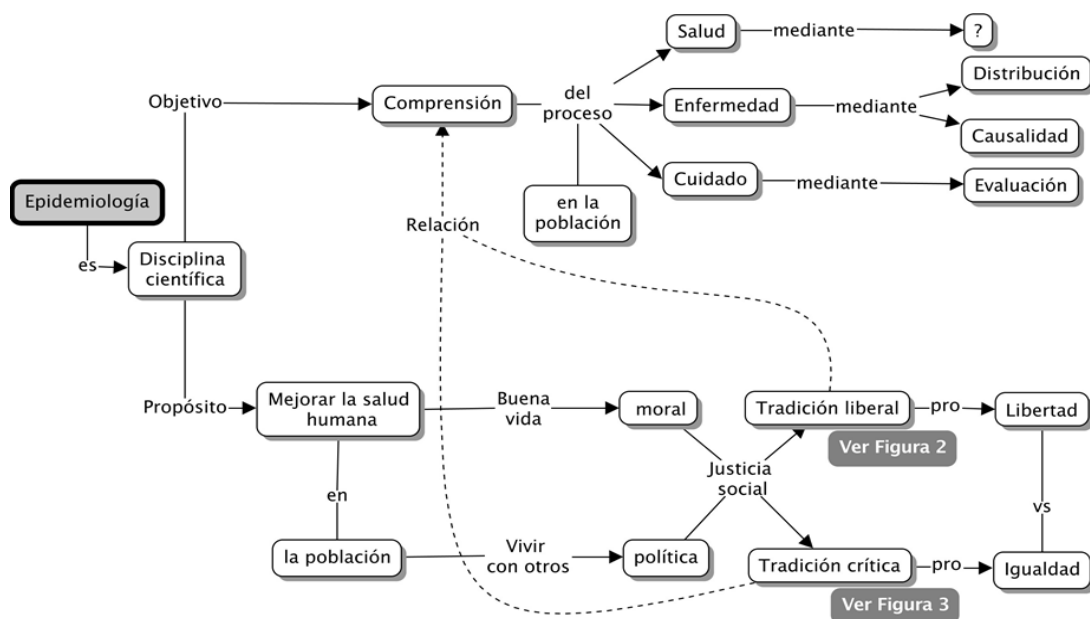 Salud
mediante
?
Objetivo
Comprensión
del
proceso
Enfermedad
mediante
Distribución
Causalidad
Cuidado
mediante
Evaluación
en la
población
Epidemiología
es
Disciplina
científica
Relación
Propósito
Mejorar la salud
humana
Buena
vida
moral
Tradición liberal
pro
Libertad
Ver Figura 2
Justicia
social
vs
en
la población
Vivir
con otros
política
Tradición crítica
pro
Igualdad
Ver Figura 3